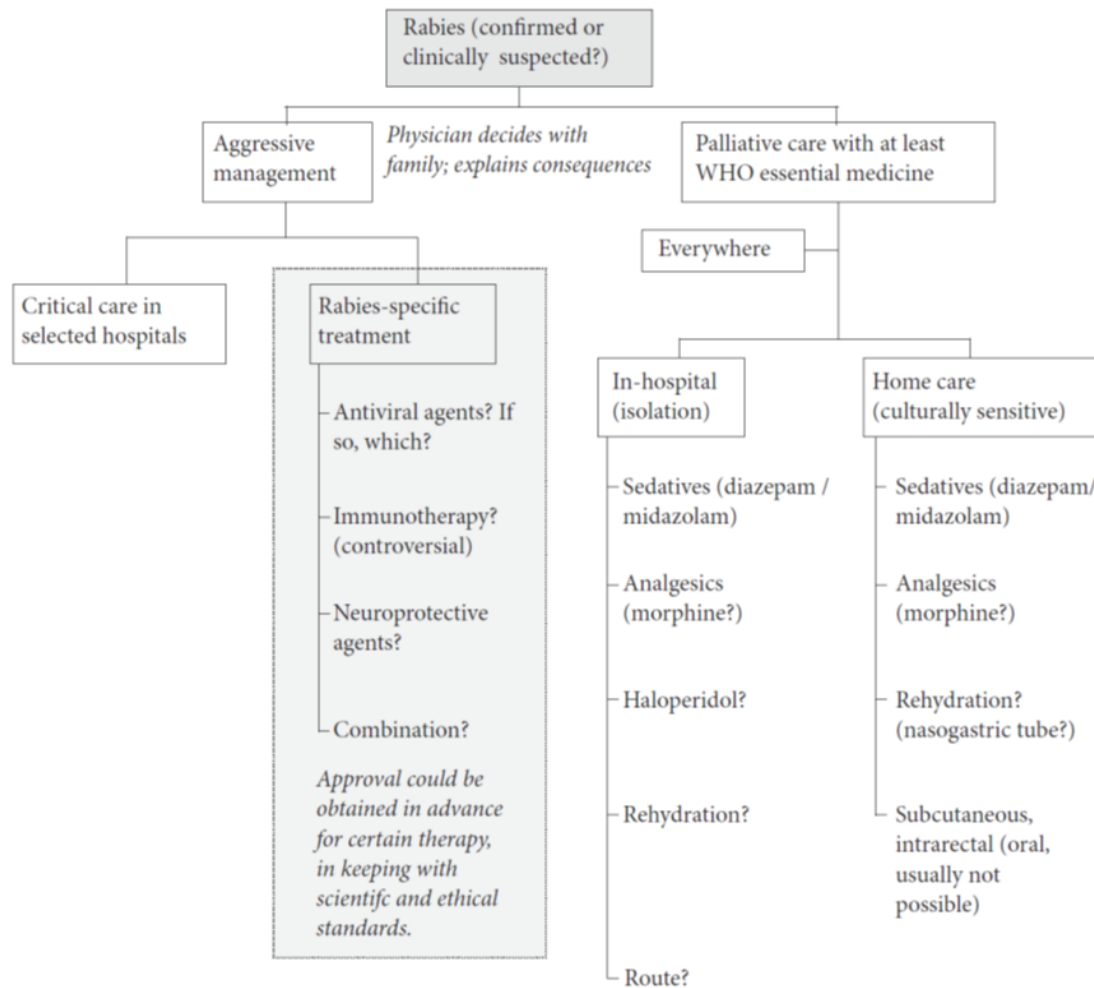 Rabies (confirmed or
clinically suspected?)
Aggressive
management
Physician decides with
family; explains consequences
Palliative care with at least
WHO essential medicine
Everywhere
Critical care in
selected hospitals
Rabies-specific
treatment
Antiviral agents? If
so, which?
Immunotherapy?
(controversial)
Neuroprotective
agents?
Combination?
Approval could be
obtained in advance
for certain therapy,
in keeping with
scientifc and ethical
standards.
In-hospital
(isolation)
Sedatives (diazepam /
midazolam)
Analgesics
(morphine?)
Haloperidol?
Rehydration?
Route?
Home care
(culturally sensitive)
Sedatives (diazepam/
midazolam)
Analgesics
(morphine?)
Rehydration?
(nasogastric tube?)
Subcutaneous,
intrarectal (oral,
usually not
possible)